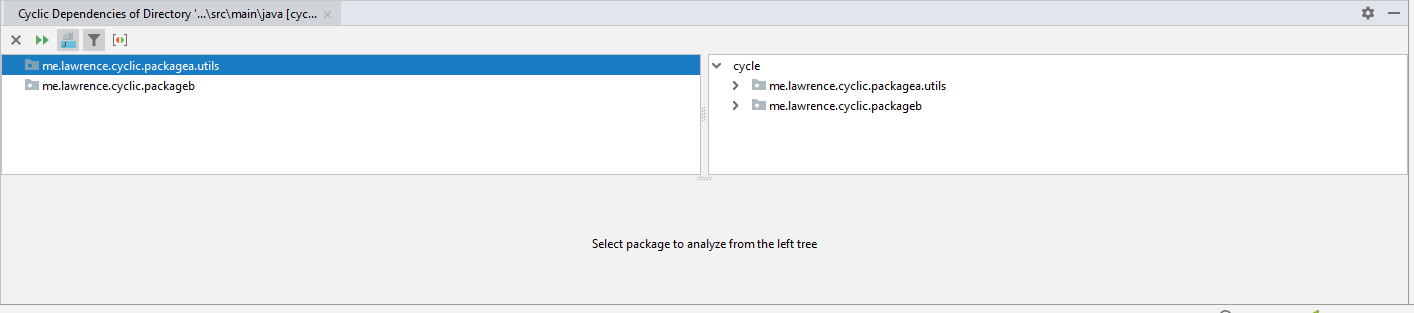 Cyclic Dependencies of Directory '...\src\main\java [cyc...
me.lawrence.cyclic.packagea.utils
me.lawrence.cyclic.packageb
cycle
me.lawrence.cyclic.packagea.utils
me.lawrence.cyclic.packageb
Select package to analyze from the left tree